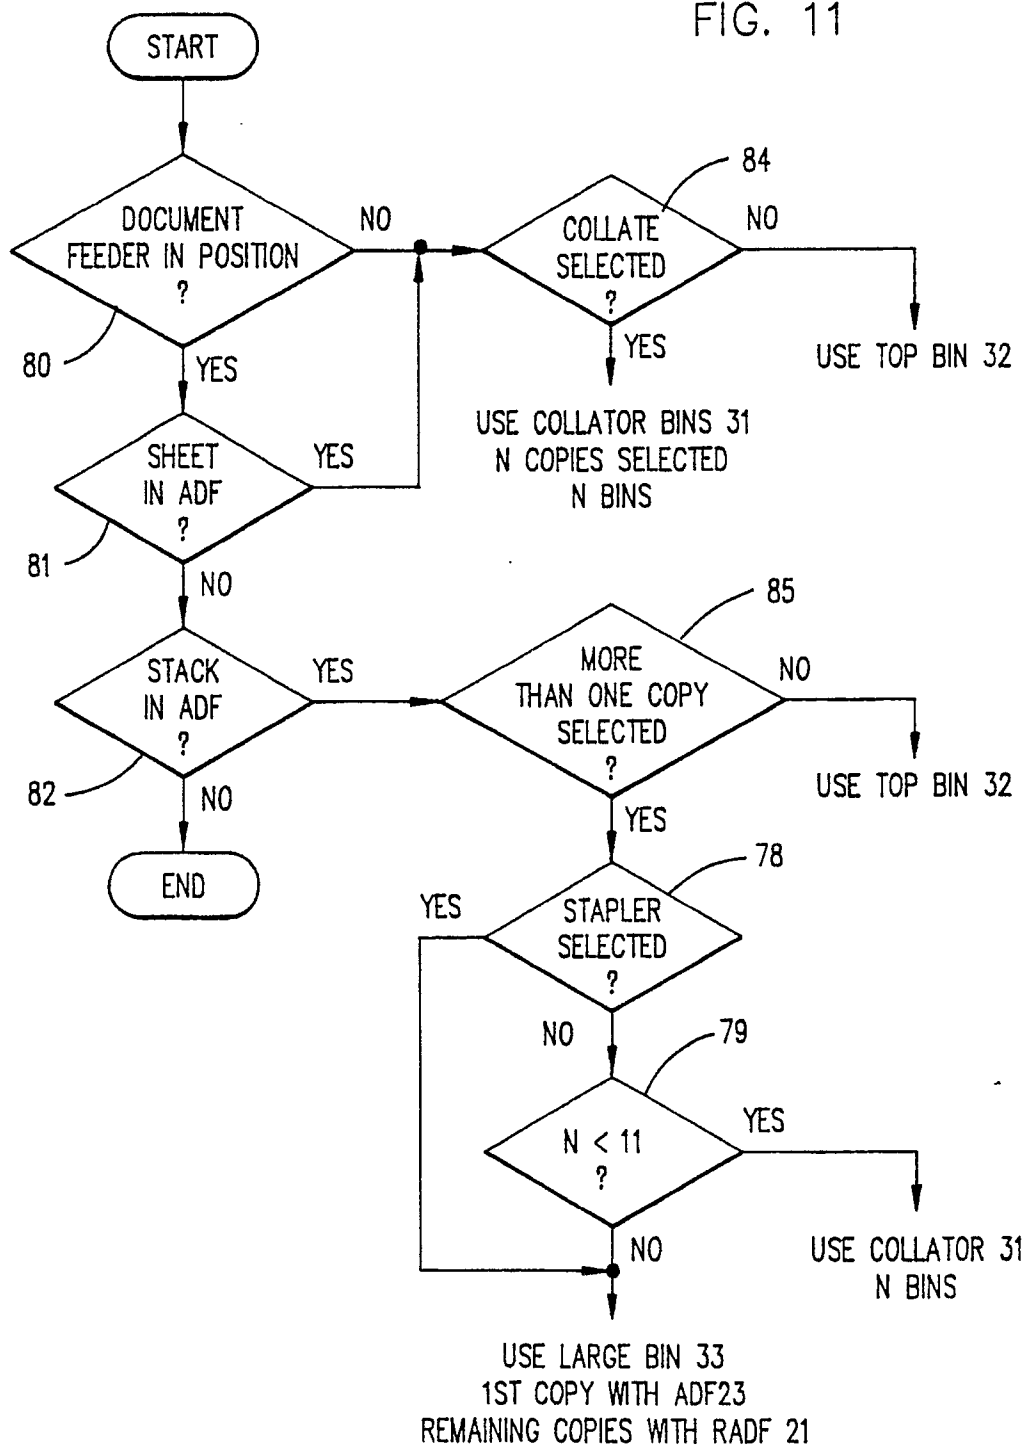 FIG. 11
START
84
DOCUMENT
FEEDER IN POSITION
?
NO
COLLATE
SELECTED
?
NO
80
YES
YES
USE TOP BIN 32
SHEET
IN ADF
?
YES
USE COLLATOR BINS 31
N COPIES SELECTED
N BINS
81
NO
85
STACK
IN ADF
?
YES
MORE
THAN ONE COPY
SELECTED
?
NO
82
NO
USE TOP BIN 32
YES
END
78
YES
STAPLER
SELECTED
?
NO
79
N < 11
?
YES
NO
USE COLLATOR 31
N BINS
USE LARGE BIN 33
1ST COPY WITH ADF23
REMAINING COPIES WITH RADF 21